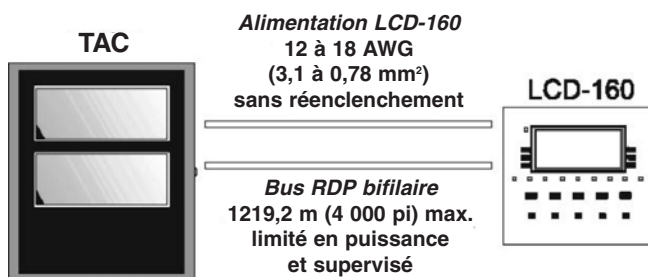 TAC
Alimentation LCD-160
12 à 18 AWG
(3,1 à 0,78 mm²)
sans réenclenchement
LCD-160
Bus RDP bifilaire
1219,2 m (4 000 pi) max.
limité en puissance
et supervisé